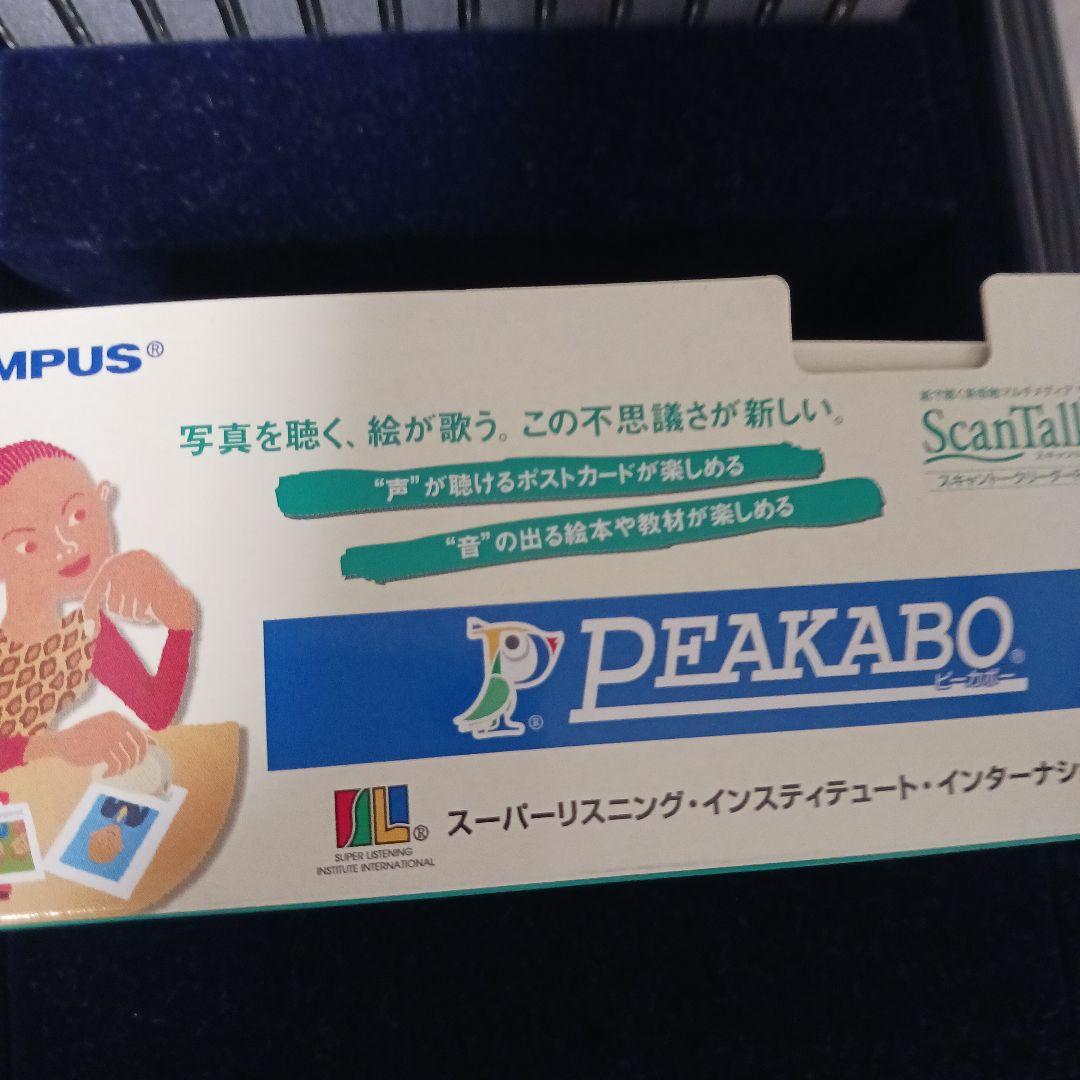 MPUS®
写真を聴く、絵が歌う。この不思議さが新しい。
"声"が聴けるポストカードが楽しめる
"音"の出る絵本や教材が楽しめる
ScanTalk
PEAKABO®
ピーカボー
®
SIL®
SUPER LISTENING
INSTITUTE INTERNATIONAL
スーパーリスニング・インスティテュート・インターナシ